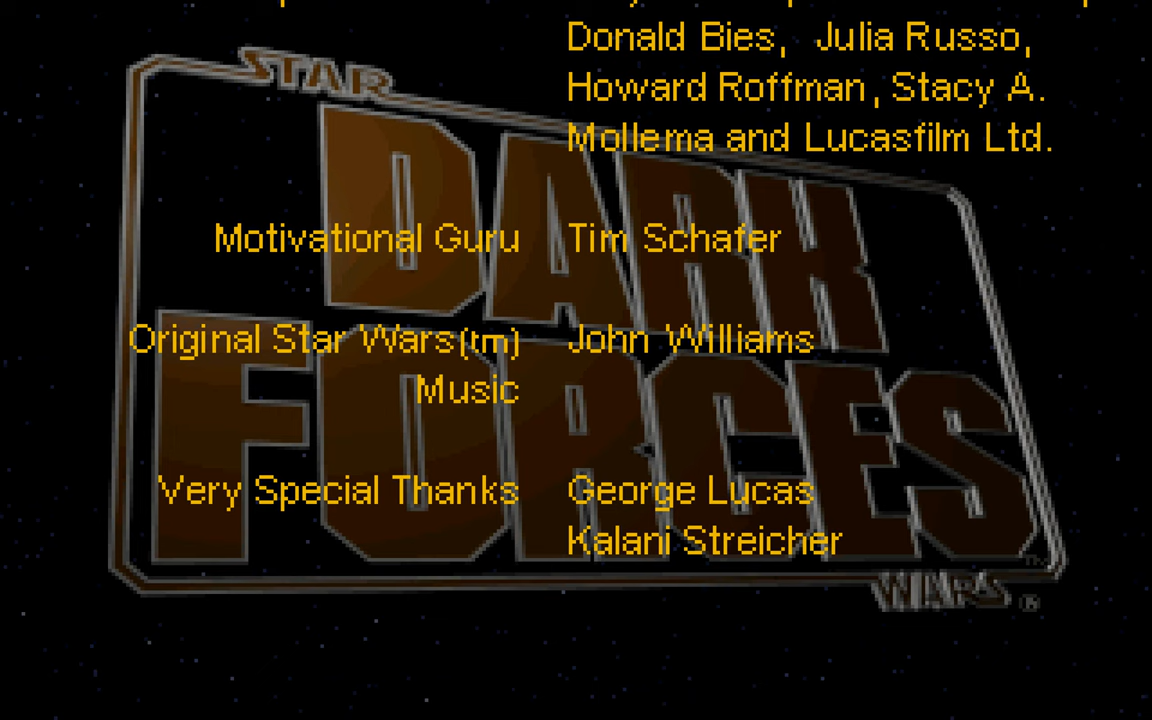 Donald Bies, Julia Russo,
Howard Roffman, Stacy A.
Mollema and Lucasfilm Ltd.
Motivational Guru Tim Schafer
Original Star Wars(tm) John Williams
Music
Very Special Thanks George Lucas
Kalani Streicher
STAR
DARK
FORCES
TM
WARS ®